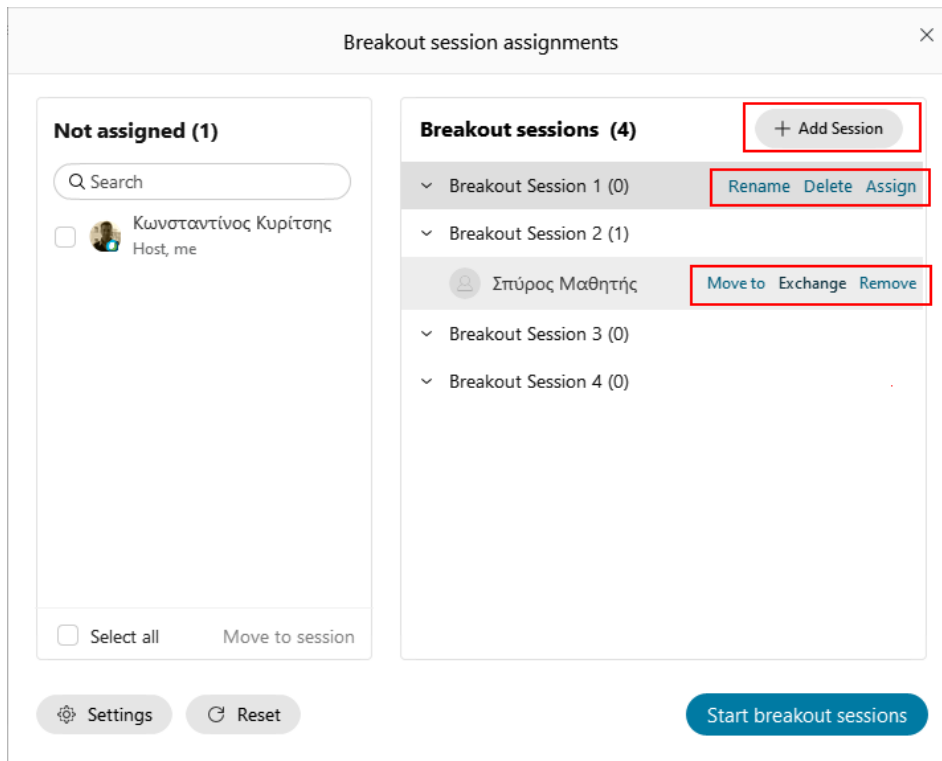 Breakout session assignments
Not assigned (1)
Search
Κωνσταντίνος Κυρίτσης
Host, me
Select all Move to session
Breakout sessions (4) + Add Session
Breakout Session 1 (0) Rename Delete Assign
Breakout Session 2 (1)
Σπύρος Μαθητής Move to Exchange Remove
Breakout Session 3 (0)
Breakout Session 4 (0)
Settings Reset Start breakout sessions